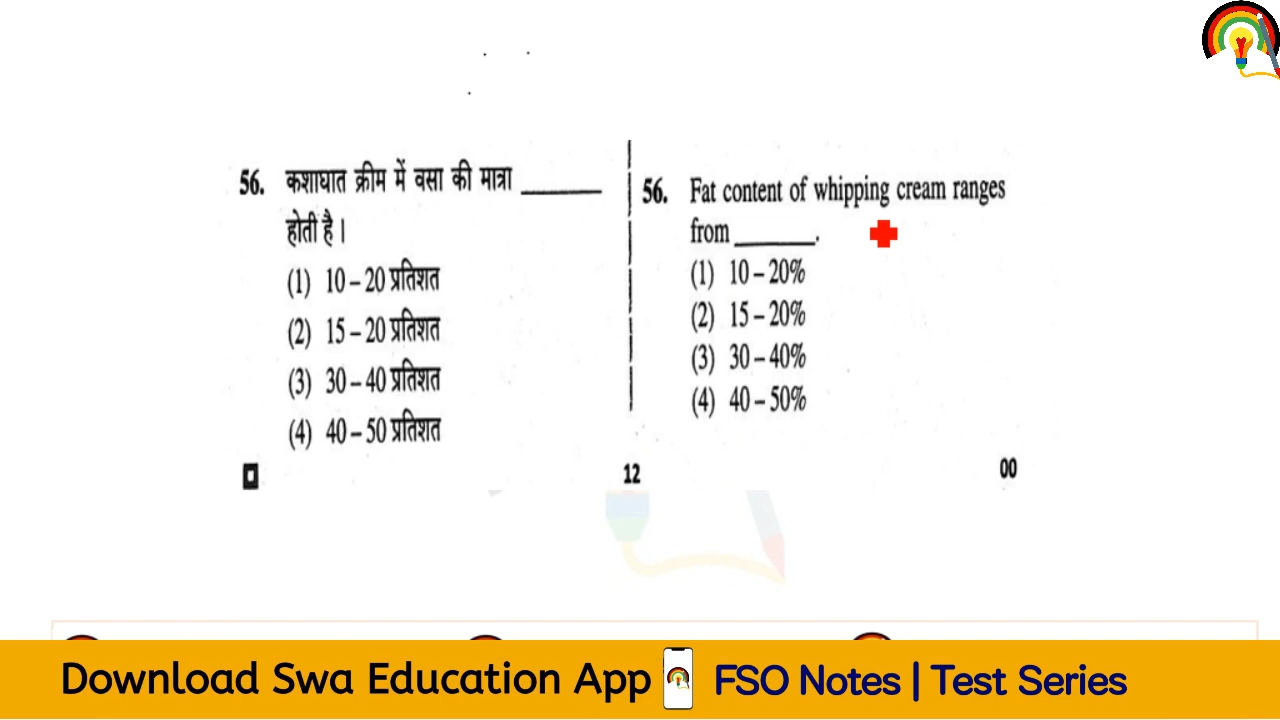 56. कशाघात क्रीम में वसा की मात्रा ________
होती है।
(1) 10 – 20 प्रतिशत
(2) 15 – 20 प्रतिशत
(3) 30 – 40 प्रतिशत
(4) 40 – 50 प्रतिशत
56. Fat content of whipping cream ranges
from ________.
(1) 10 – 20%
(2) 15 – 20%
(3) 30 – 40%
(4) 40 – 50%
12
00
Download Swa Education App FSO Notes | Test Series